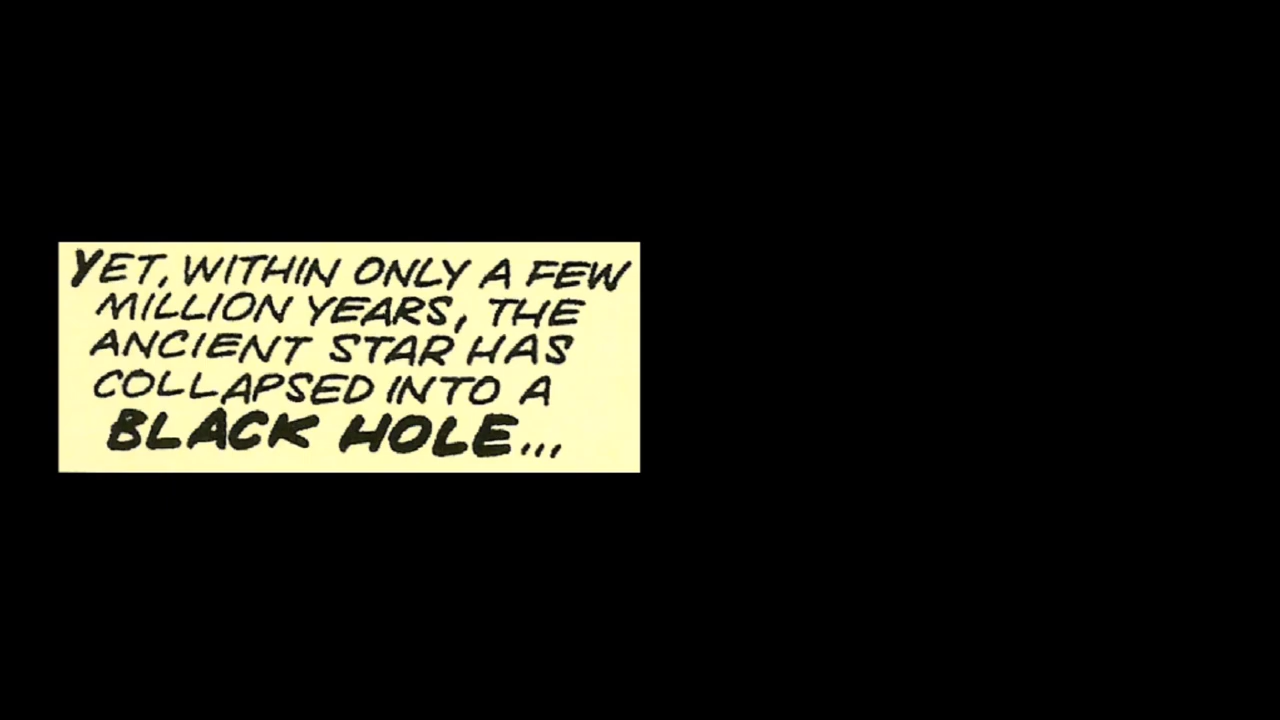 YET, WITHIN ONLY A FEW
MILLION YEARS, THE
ANCIENT STAR HAS
COLLAPSED INTO A
BLACK HOLE...